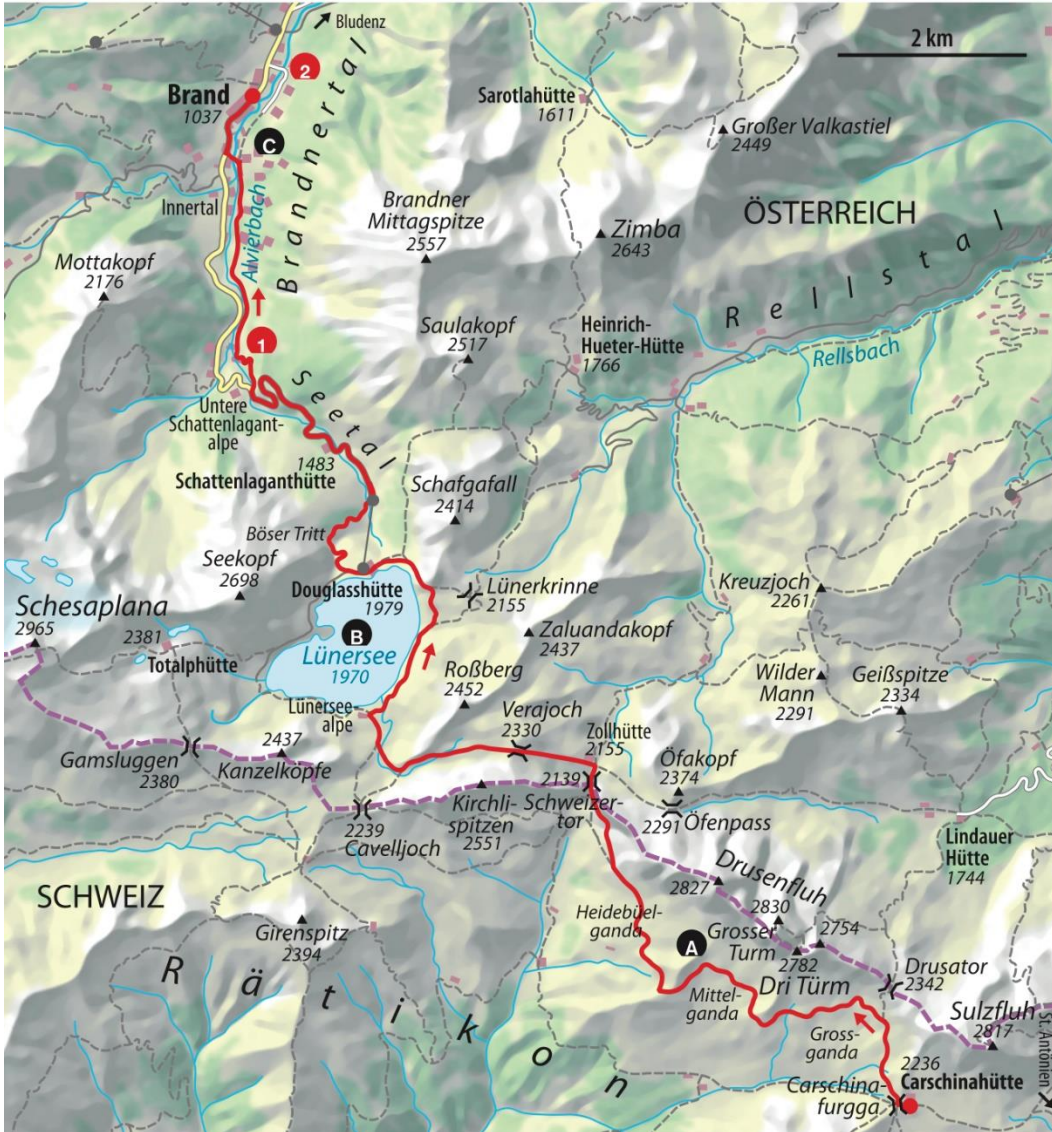 Bludenz
2 km
2
Brand
1037
Sarotlahütte
1611
Großer Valkastiel
2449
C
Brandnertal
Innertal
Alvierbach
Brandner
Mittagspitze
2557
Zimba
2643
ÖSTERREICH
Mottakopf
2176
Rellstal
Saulakopf
2517
Heinrich-
Hueter-Hütte
1766
Rellsbach
1
Seetal
Untere
Schattenlagant-
alpe
1483
Schattenlaganthütte
Schafgafall
2414
Böser Tritt
Seekopf
2698
Douglasshütte
1979
Lünerkrinne
2155
Kreuzjoch
2261
Schesaplana
2965
2381
Totalphütte
B
Lünersee
1970
Zaluandakopf
2437
Roßberg
2452
Wilder
Mann
2291
Geißspitze
2334
Lünersee-
alpe
Verajoch
2330
Zollhütte
2155
Gamsluggen
2380
2437
Kanzelköpfe
2139
Schweizer-
tor
Öfakopf
2374
2291
Öfenpass
Kirchli-
spitzen
2551
2239
Cavelljoch
Lindauer
Hütte
1744
SCHWEIZ
Drusenfluh
2827
Girenspitz
2394
Heidebüel-
ganda
A
2830
Grosser
Turm
2754
2782
Dri Türm
Drusator
2342
Rätikon
Mittel-
ganda
Sulzfluh
2817
Gross-
ganda
2236
Carschinahütte
Carschina-
furgga
St. Antönien